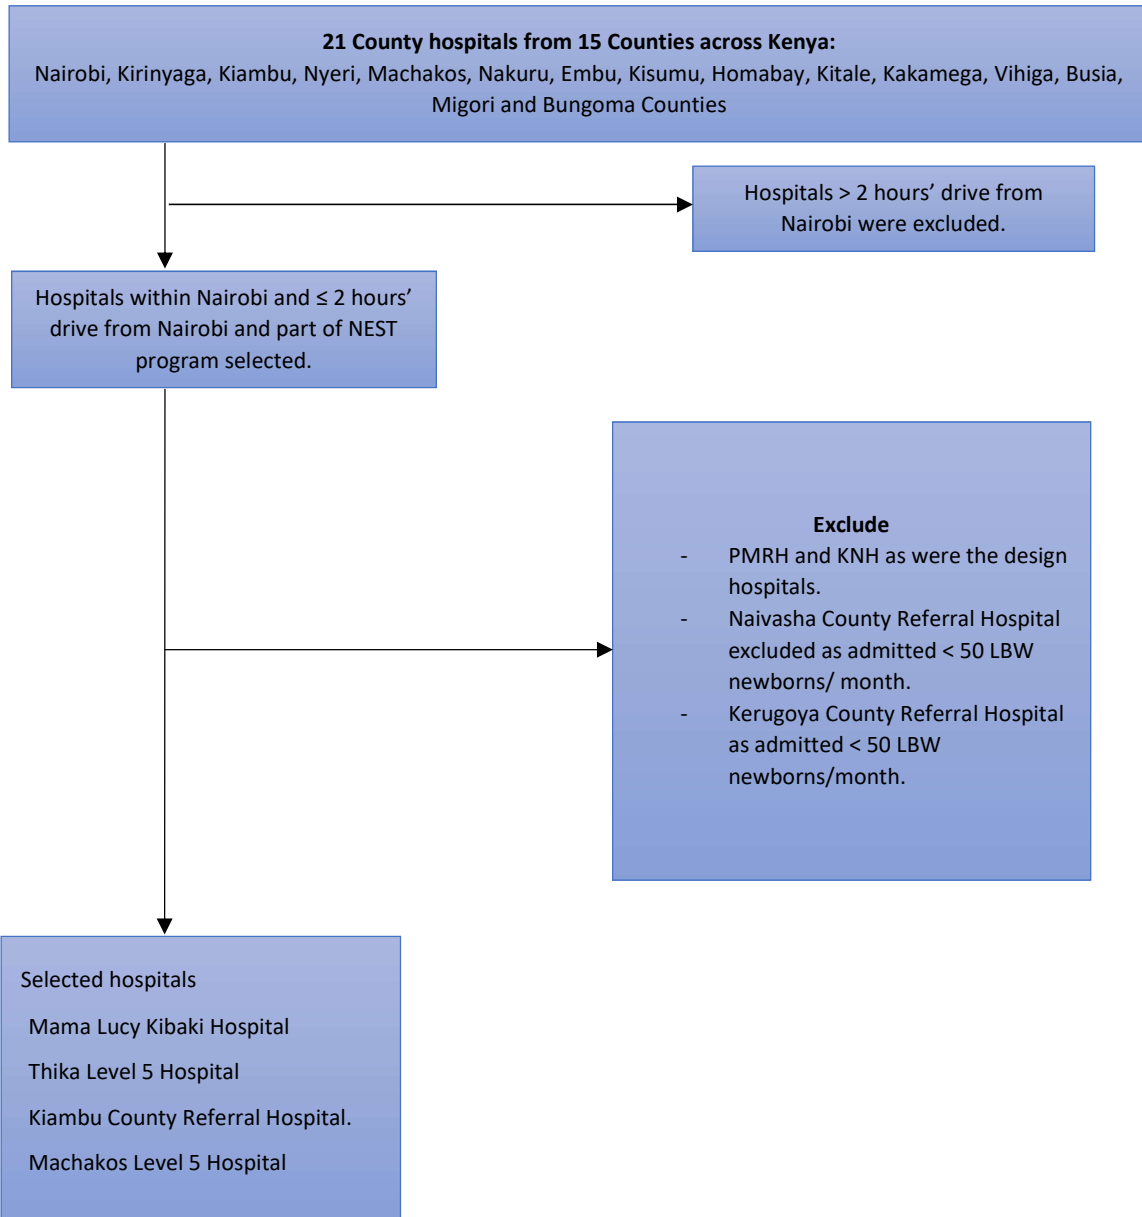 21 County hospitals from 15 Counties across Kenya:
Nairobi, Kirinyaga, Kiambu, Nyeri, Machakos, Nakuru, Embu, Kisumu, Homabay, Kitale, Kakamega, Vihiga, Busia,
Migori and Bungoma Counties
Hospitals > 2 hours’ drive from
Nairobi were excluded.
Hospitals within Nairobi and ≤ 2 hours’
drive from Nairobi and part of NEST
program selected.
Exclude
- PMRH and KNH as were the design
hospitals.
- Naivasha County Referral Hospital
excluded as admitted < 50 LBW
newborns/ month.
- Kerugoya County Referral Hospital
as admitted < 50 LBW
newborns/month.
Selected hospitals
Mama Lucy Kibaki Hospital
Thika Level 5 Hospital
Kiambu County Referral Hospital.
Machakos Level 5 Hospital